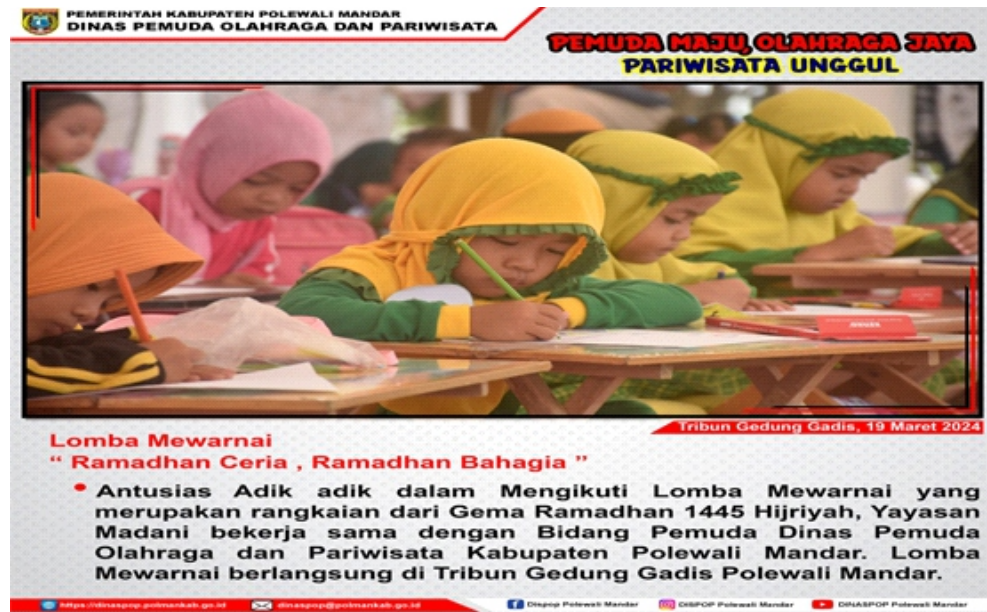 PEMERINTAH KABUPATEN POLEWALI MANDAR
DINAS PEMUDA OLAHRAGA DAN PARIWISATA
PEMUDA MAJU, OLAHRAGA JAYA
PARIWISATA UNGGUL
Tribun Gedung Gadis, 19 Maret 2024
Lomba Mewarnai
“ Ramadhan Ceria , Ramadhan Bahagia ”
• Antusias Adik adik dalam Mengikuti Lomba Mewarnai yang
merupakan rangkaian dari Gema Ramadhan 1445 Hijriyah, Yayasan
Madani bekerja sama dengan Bidang Pemuda Dinas Pemuda
Olahraga dan Pariwisata Kabupaten Polewali Mandar. Lomba
Mewarnai berlangsung di Tribun Gedung Gadis Polewali Mandar.
https://dinaspop.polmankab.go.id dinaspop@polmankab.go.id Dispop Polewali Mandar DISPOP Polewali Mandar DINASPOP Polewali Mandar